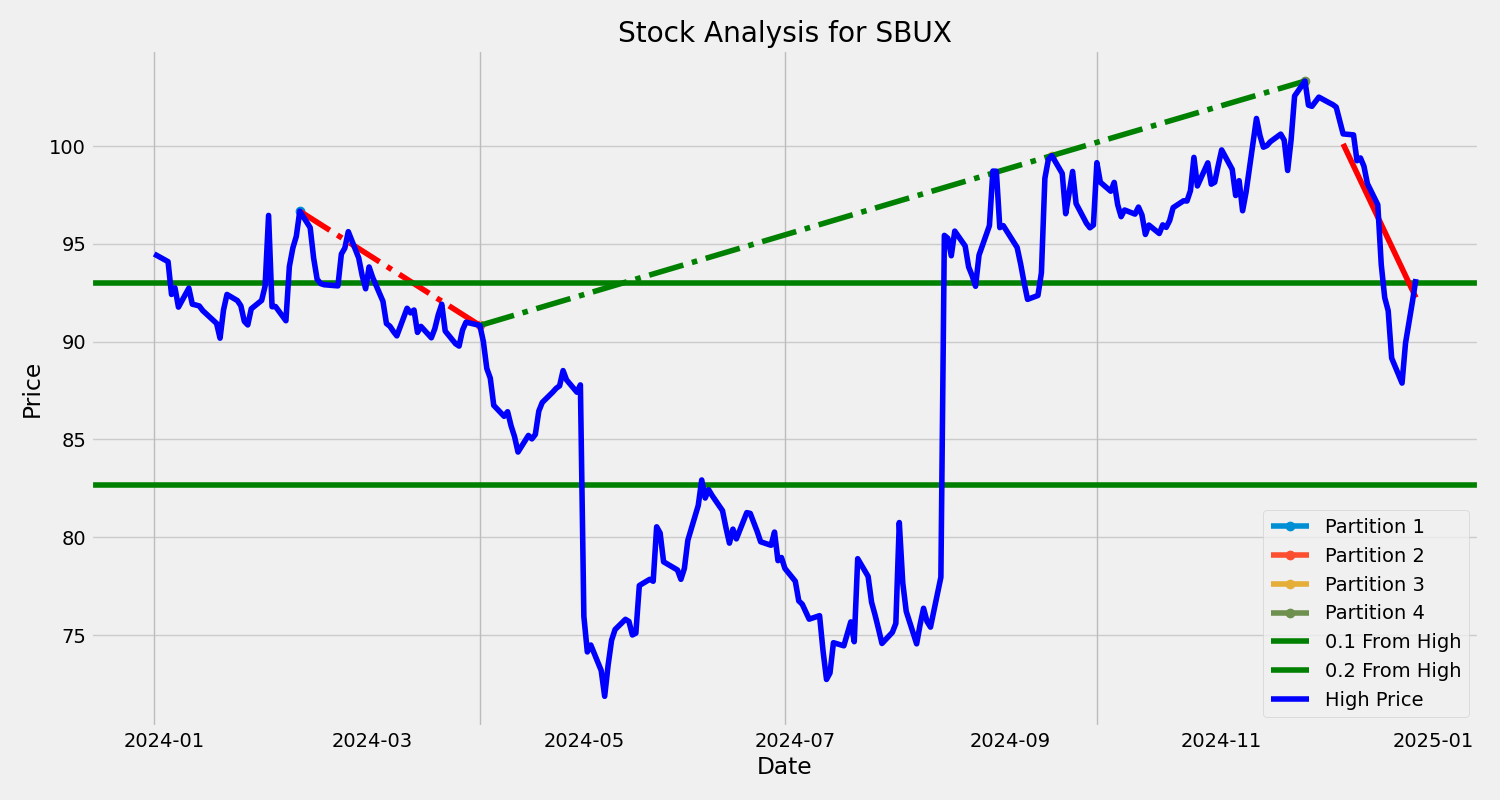 Stock Analysis for SBUX
Price
100
95
90
85
80
75
Partition 1
Partition 2
Partition 3
Partition 4
0.1 From High
0.2 From High
High Price
2024-01
2024-03
2024-05
2024-07
2024-09
2024-11
2025-01
Date